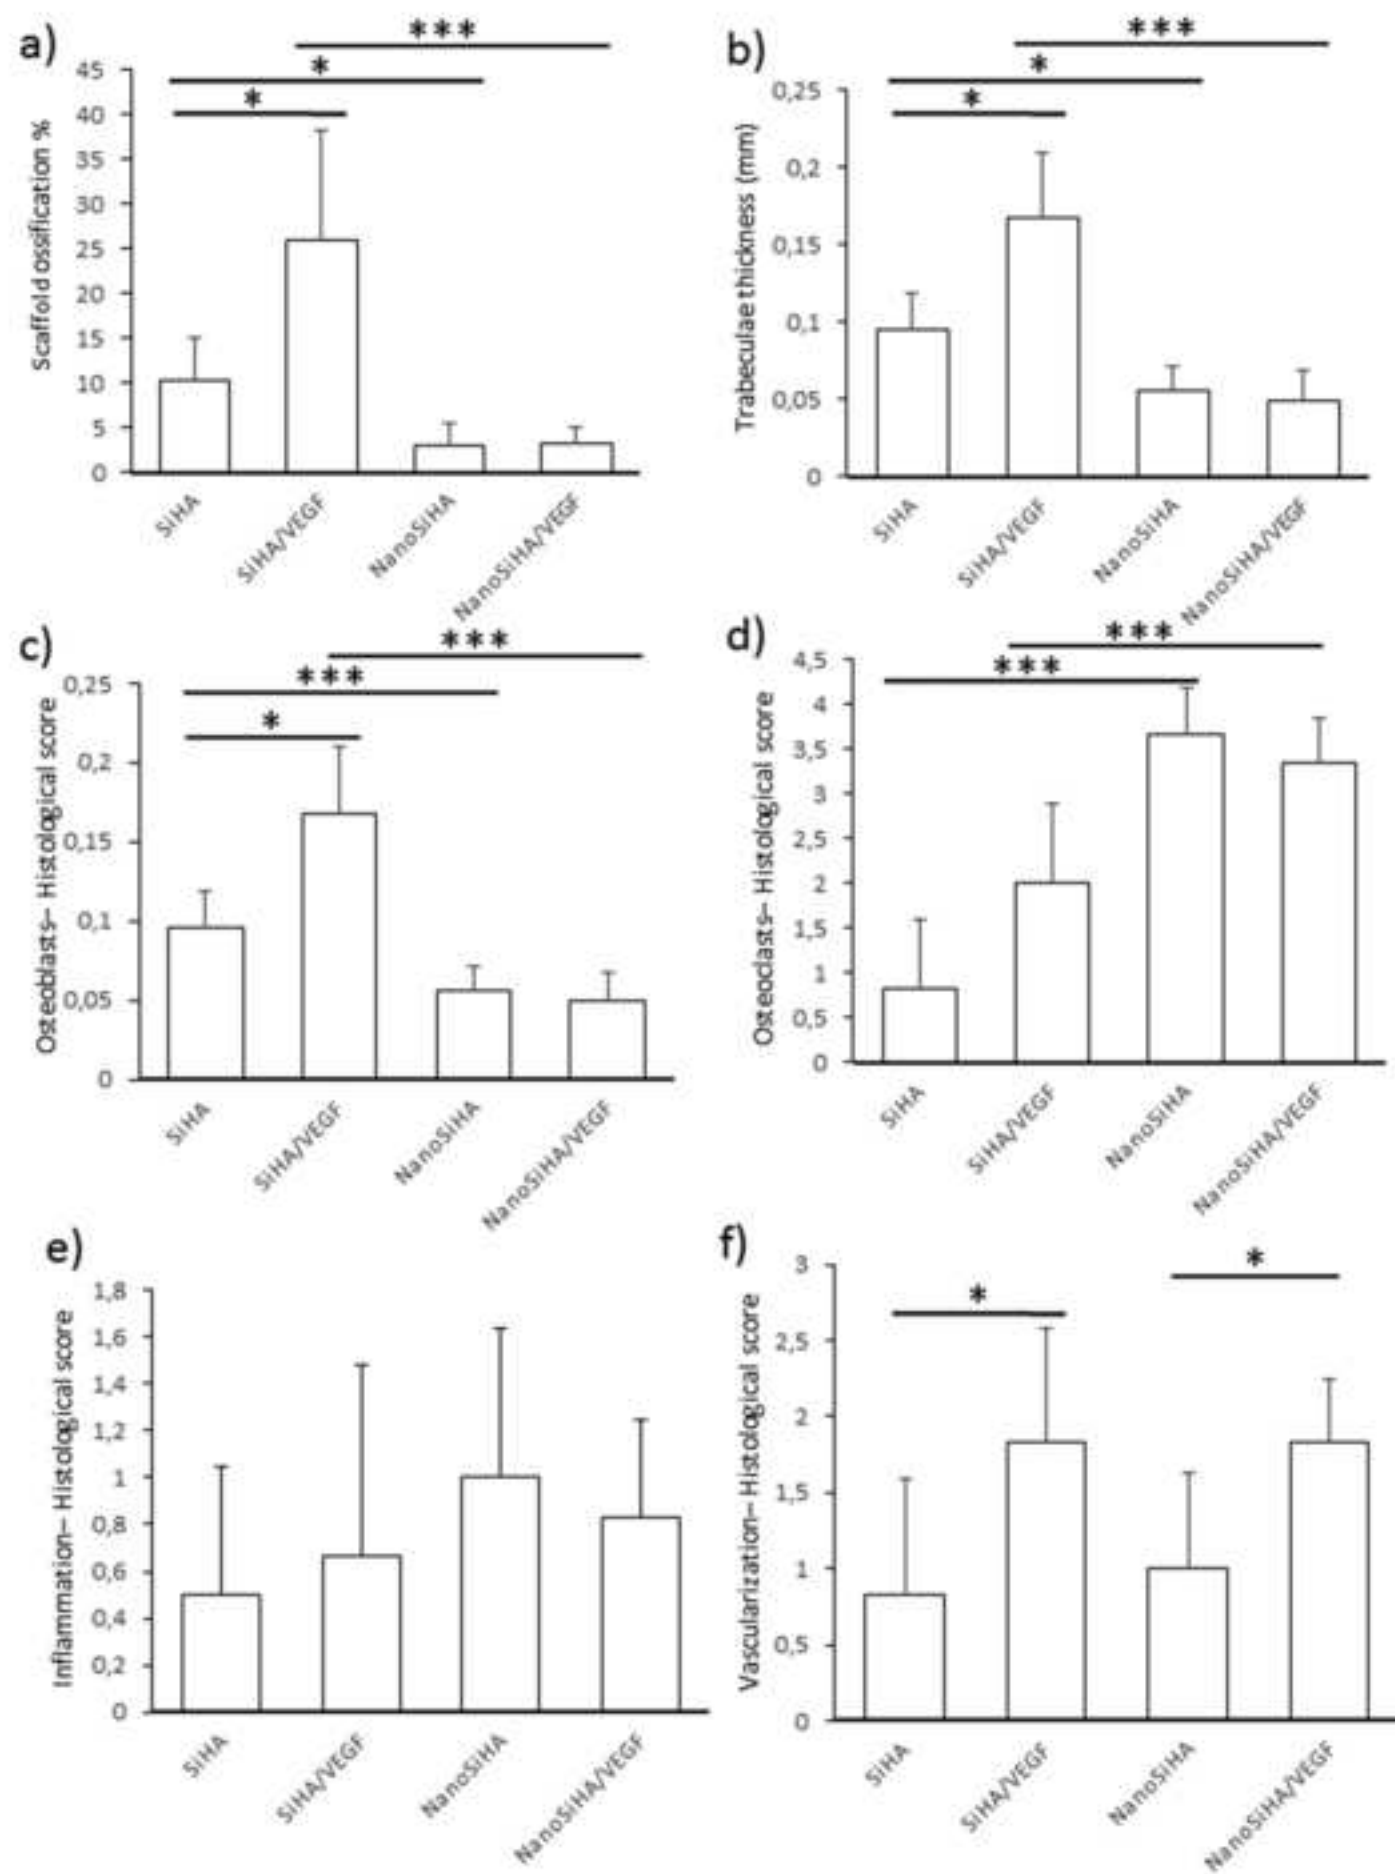 a)
***
*
*
Scaffold ossification %
45
40
35
30
25
20
15
10
5
0
SiHA
SiHA/VEGF
NanoSiHA
NanoSiHA/VEGF
b)
***
*
*
Trabeculae thickness (mm)
0,25
0,2
0,15
0,1
0,05
0
SiHA
SiHA/VEGF
NanoSiHA
NanoSiHA/VEGF
c)
***
***
*
Osteoblasts– Histological score
0,25
0,2
0,15
0,1
0,05
0
SiHA
SiHA/VEGF
NanoSiHA
NanoSiHA/VEGF
d)
***
***
Osteoclasts– Histological score
4,5
4
3,5
3
2,5
2
1,5
1
0,5
0
SiHA
SiHA/VEGF
NanoSiHA
NanoSiHA/VEGF
e)
Inflammation– Histological score
1,8
1,6
1,4
1,2
1
0,8
0,6
0,4
0,2
0
SiHA
SiHA/VEGF
NanoSiHA
NanoSiHA/VEGF
f)
*
*
Vascularization– Histological score
3
2,5
2
1,5
1
0,5
0
SiHA
SiHA/VEGF
NanoSiHA
NanoSiHA/VEGF